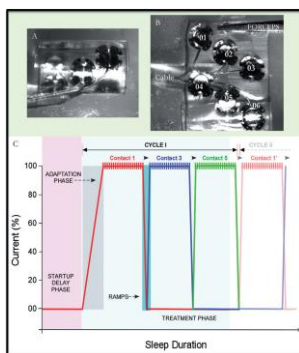 A
B
FORCEPS
01
02
Cable
03
04
05
06
C
CYCLE I
CYCLE II
Contact 1
Contact 3
Contact 5
Contact 1'
100
80
60
40
20
00
Current (%)
ADAPTATION
PHASE
STARTUP
DELAY
PHASE
RAMPS
TREATMENT PHASE
Sleep Duration